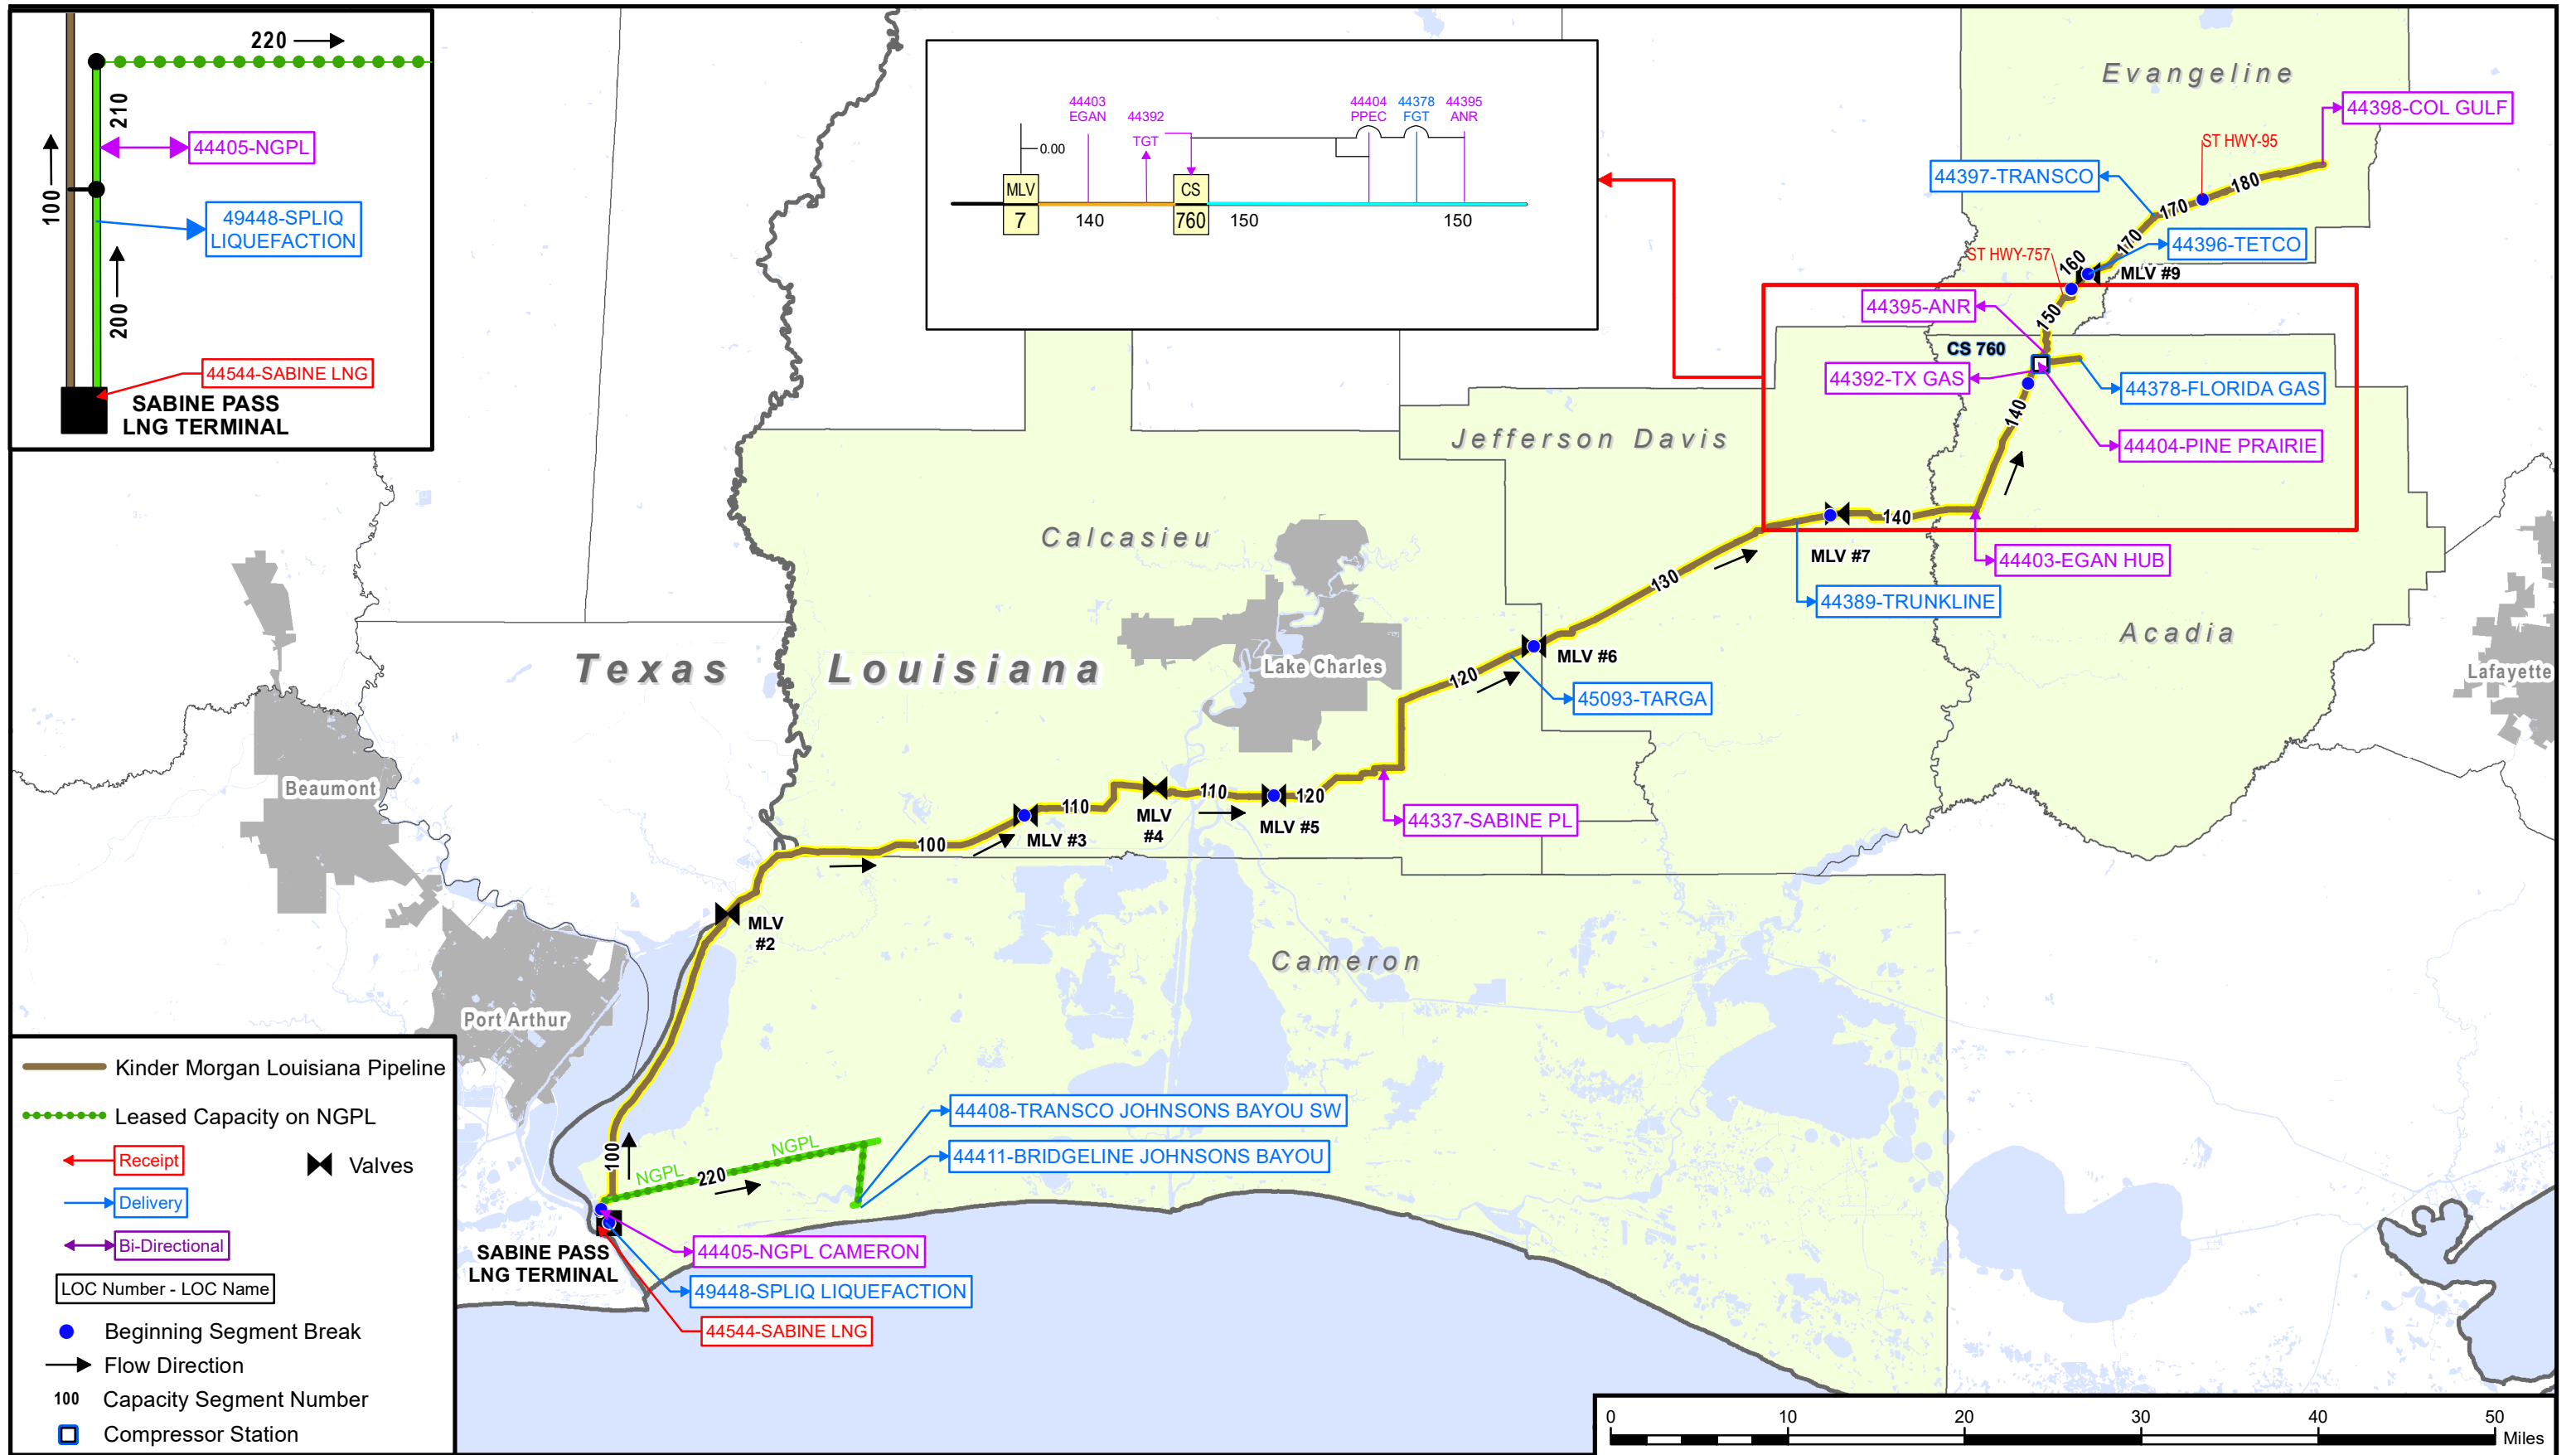 220
210
100
44405-NGPL
49448-SPLIQ
LIQUEFACTION
200
44544-SABINE LNG
SABINE PASS
LNG TERMINAL
44403
EGAN
44392
TGT
44404
PPEC
44378
FGT
44395
ANR
0.00
MLV
7
140
CS
760
150
150
Evangeline
44398-COL GULF
ST HWY-95
44397-TRANSCO
180
170
170
44396-TETCO
ST HWY-757
160
MLV #9
44395-ANR
150
CS 760
44392-TX GAS
44378-FLORIDA GAS
140
44404-PINE PRAIRIE
Jefferson Davis
Calcasieu
140
MLV #7
44403-EGAN HUB
130
44389-TRUNKLINE
Acadia
Texas
Louisiana
Lake Charles
MLV #6
Lafayette
120
45093-TARGA
Beaumont
110
110
120
MLV
#4
MLV #5
44337-SABINE PL
MLV #3
100
MLV
#2
Cameron
Port Arthur
44408-TRANSCO JOHNSONS BAYOU SW
44411-BRIDGELINE JOHNSONS BAYOU
NGPL
NGPL
220
100
SABINE PASS
LNG TERMINAL
44405-NGPL CAMERON
49448-SPLIQ LIQUEFACTION
44544-SABINE LNG
Kinder Morgan Louisiana Pipeline
Leased Capacity on NGPL
Receipt
Valves
Delivery
Bi-Directional
LOC Number - LOC Name
Beginning Segment Break
Flow Direction
100 Capacity Segment Number
Compressor Station
0 10 20 30 40 50
Miles